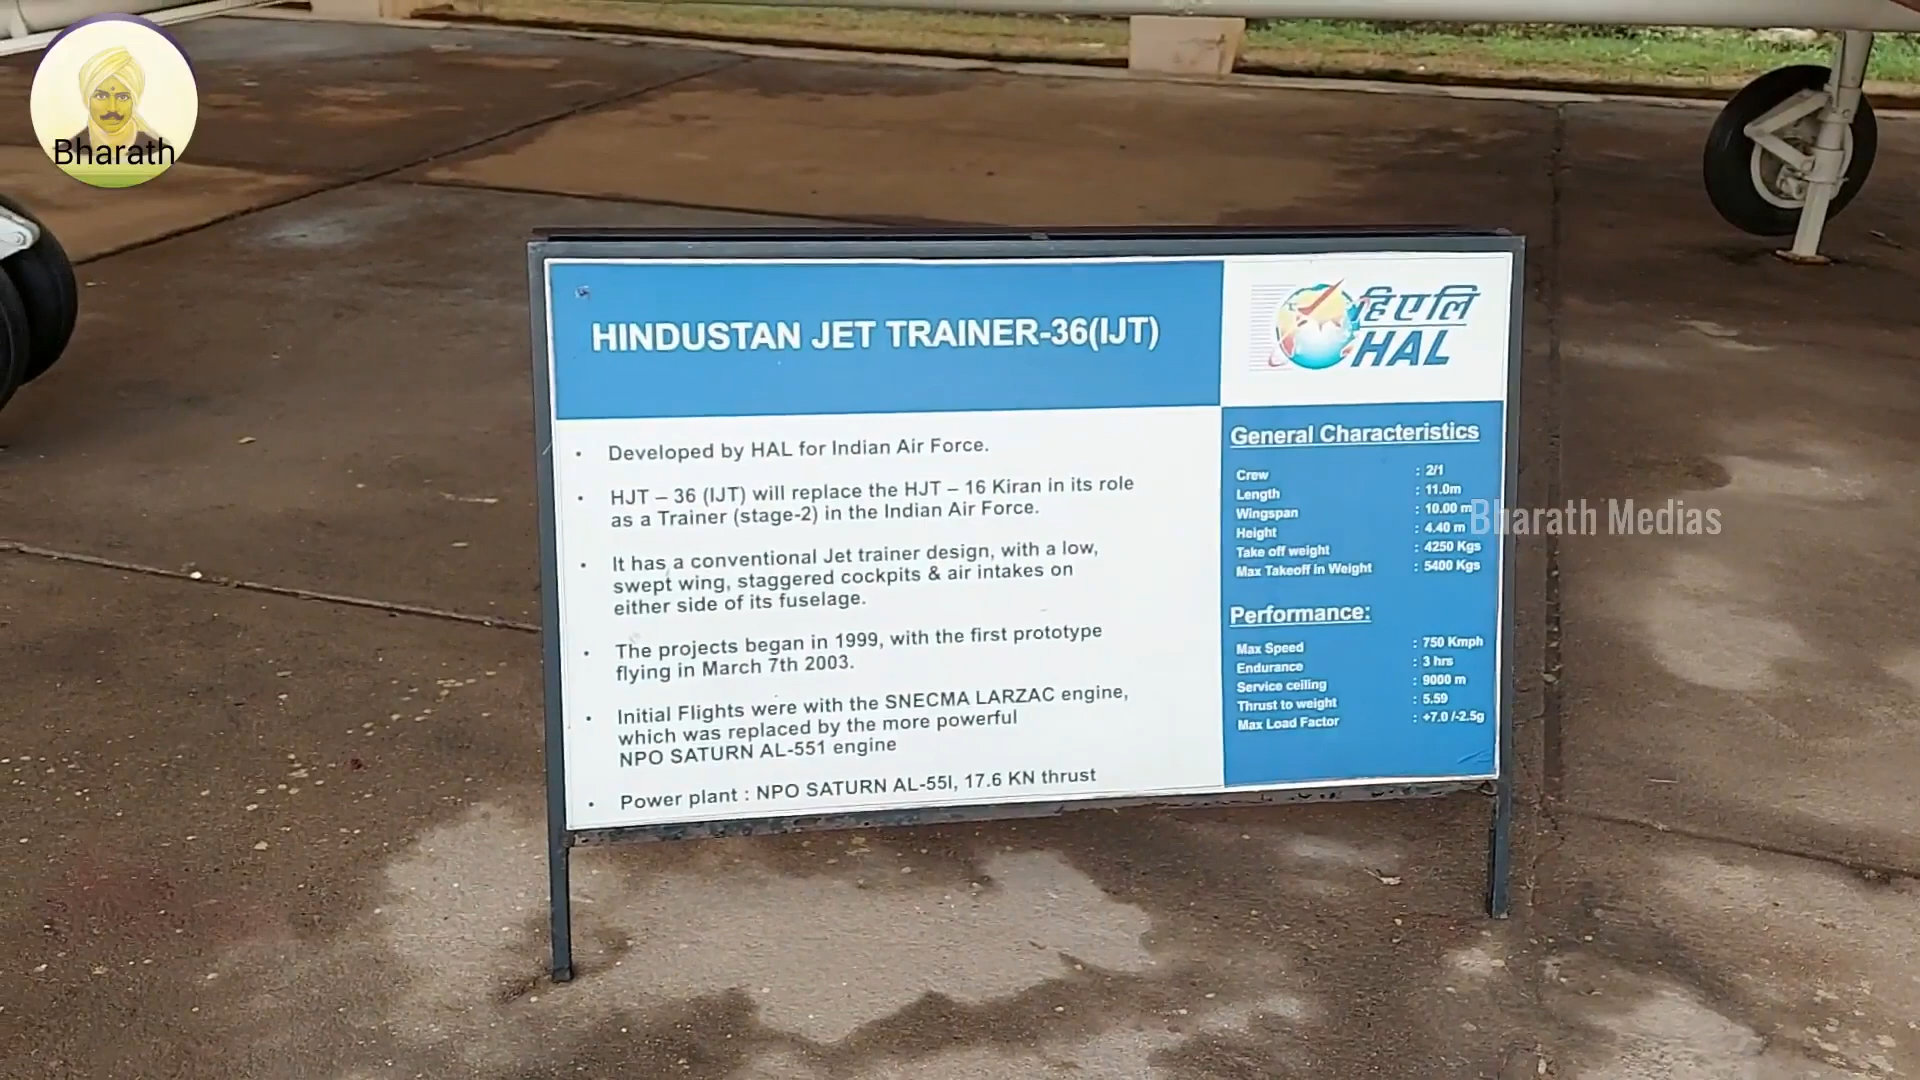 Bharath
HINDUSTAN JET TRAINER-36(IJT)
हिएलि
HAL
• Developed by HAL for Indian Air Force.
• HJT – 36 (IJT) will replace the HJT – 16 Kiran in its role
as a Trainer (stage-2) in the Indian Air Force.
• It has a conventional Jet trainer design, with a low,
swept wing, staggered cockpits & air intakes on
either side of its fuselage.
• The projects began in 1999, with the first prototype
flying in March 7th 2003.
• Initial Flights were with the SNECMA LARZAC engine,
which was replaced by the more powerful
NPO SATURN AL-551 engine
• Power plant : NPO SATURN AL-55I, 17.6 KN thrust
General Characteristics
Crew : 2/1
Length : 11.0m
Wingspan : 10.00 m
Height : 4.40 m
Take off weight : 4250 Kgs
Max Takeoff in Weight : 5400 Kgs
Performance:
Max Speed : 750 Kmph
Endurance : 3 hrs
Service ceiling : 9000 m
Thrust to weight : 5.59
Max Load Factor : +7.0 /-2.5g
Bharath Medias